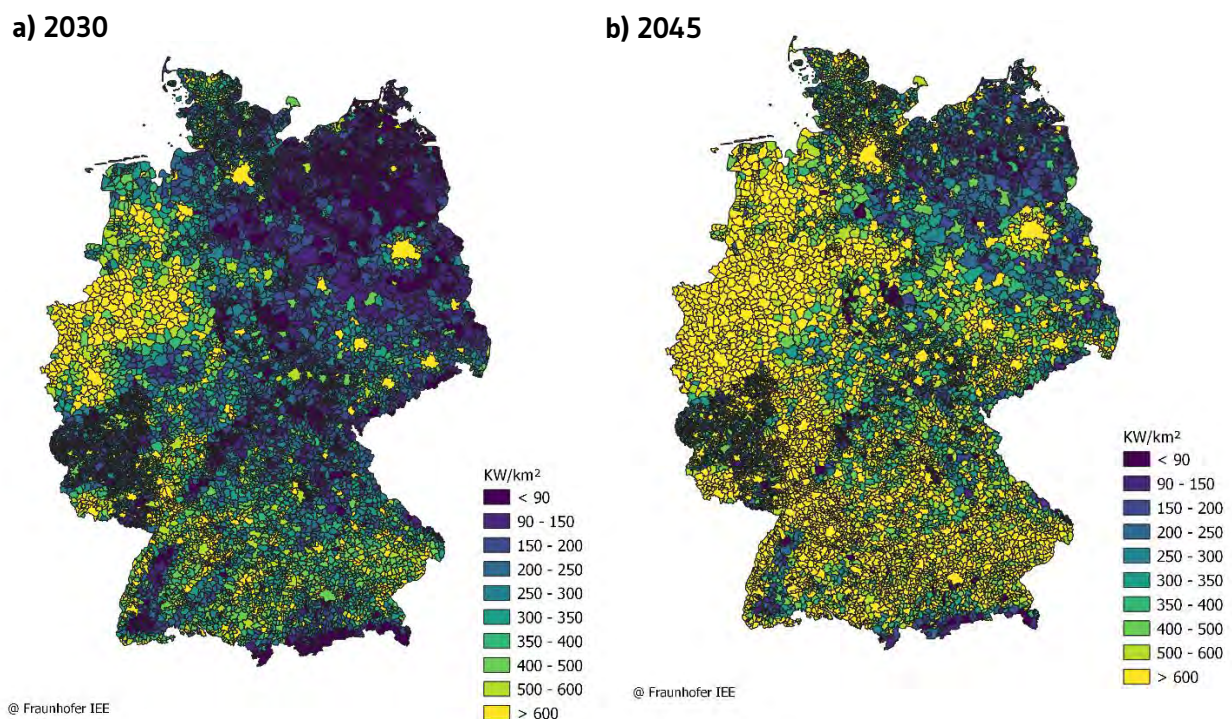 a) 2030
b) 2045
KW/km²
< 90
90 - 150
150 - 200
200 - 250
250 - 300
300 - 350
350 - 400
400 - 500
500 - 600
> 600
@ Fraunhofer IEE
KW/km²
< 90
90 - 150
150 - 200
200 - 250
250 - 300
300 - 350
350 - 400
400 - 500
500 - 600
> 600
@ Fraunhofer IEE